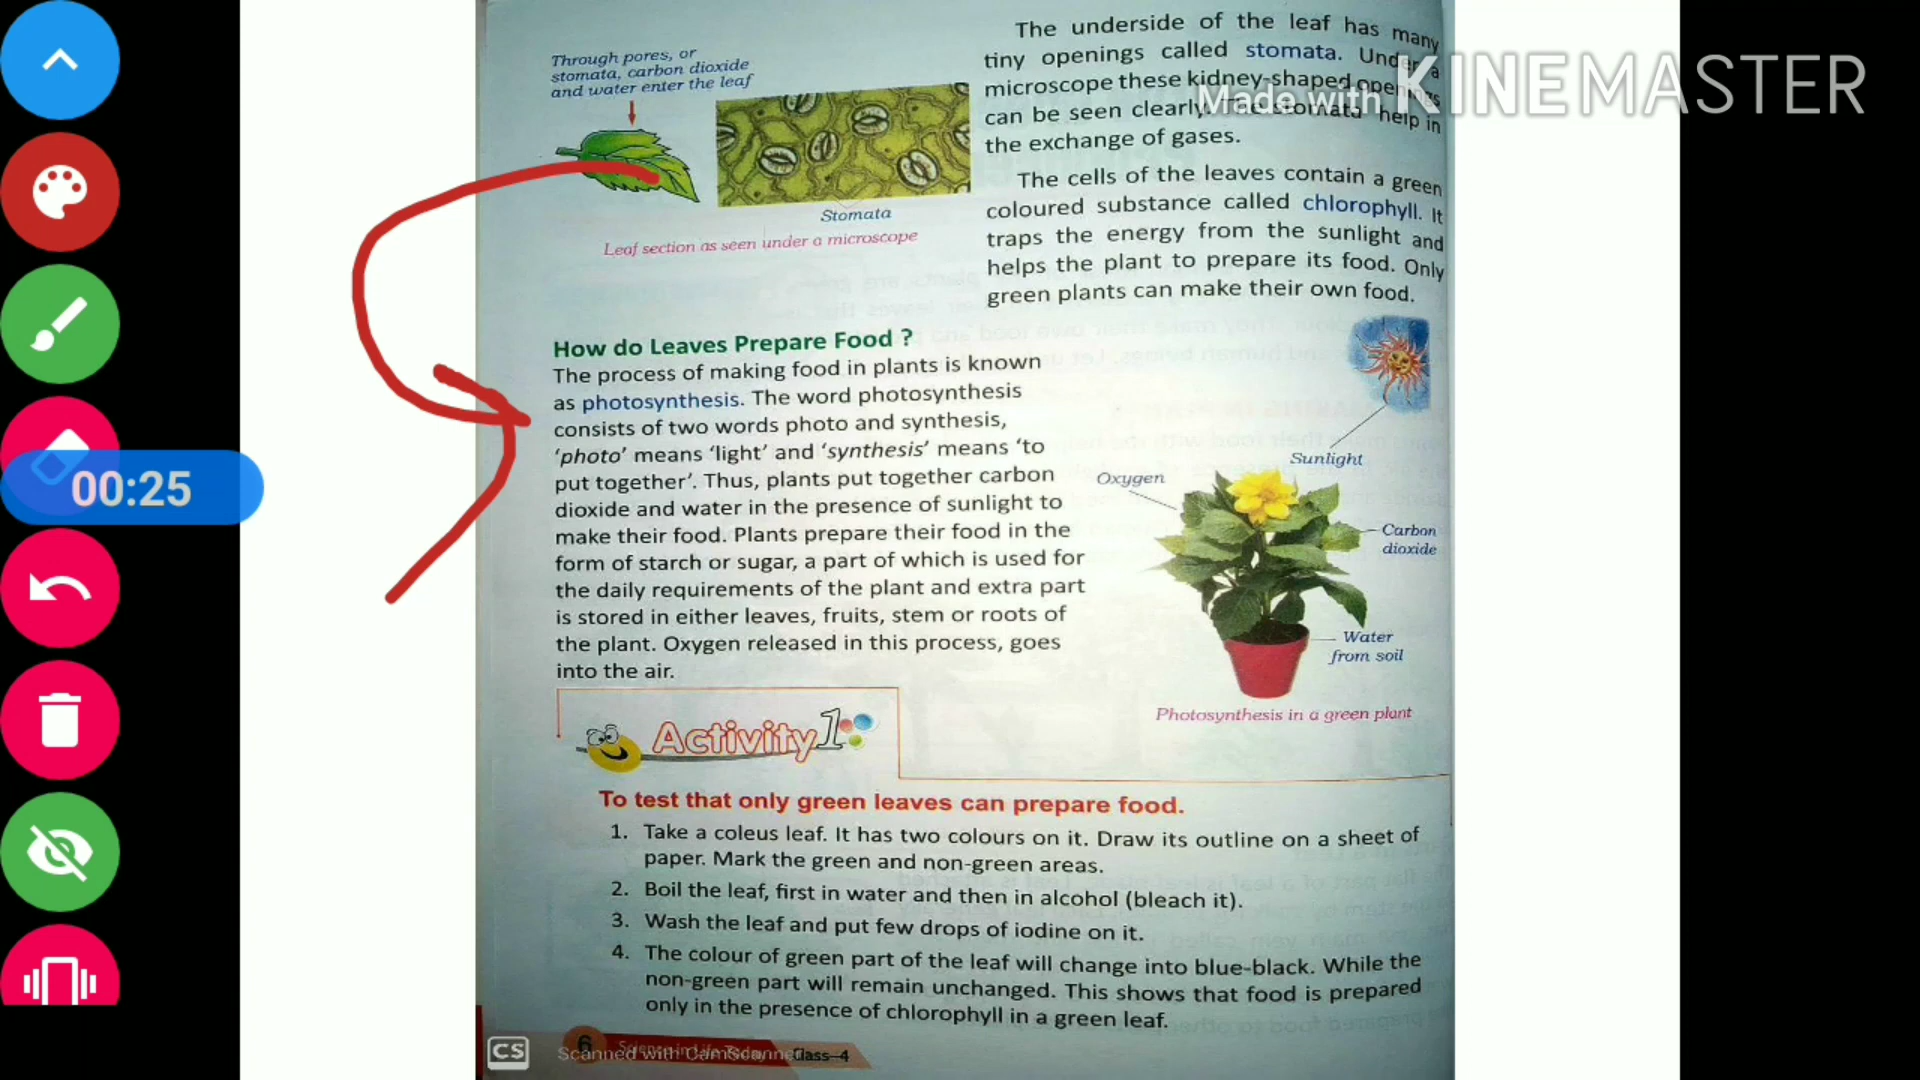 Through pores, or
stomata, carbon dioxide
and water enter the leaf
Stomata
Leaf section as seen under a microscope
The underside of the leaf has many
tiny openings called stomata. Under a
microscope these kidney-shaped openings
can be seen clearly. The stomata help in
the exchange of gases.
The cells of the leaves contain a green
coloured substance called chlorophyll. It
traps the energy from the sunlight and
helps the plant to prepare its food. Only
green plants can make their own food.
Made with KINEMASTER
How do Leaves Prepare Food ?
The process of making food in plants is known
as photosynthesis. The word photosynthesis
consists of two words photo and synthesis,
‘photo’ means ‘light’ and ‘synthesis’ means ‘to
put together’. Thus, plants put together carbon
dioxide and water in the presence of sunlight to
make their food. Plants prepare their food in the
form of starch or sugar, a part of which is used for
the daily requirements of the plant and extra part
is stored in either leaves, fruits, stem or roots of
the plant. Oxygen released in this process, goes
into the air.
Sunlight
Oxygen
Carbon
dioxide
Water
from soil
Photosynthesis in a green plant
00:25
Activity 1
To test that only green leaves can prepare food.
1. Take a coleus leaf. It has two colours on it. Draw its outline on a sheet of
paper. Mark the green and non-green areas.
2. Boil the leaf, first in water and then in alcohol (bleach it).
3. Wash the leaf and put few drops of iodine on it.
4. The colour of green part of the leaf will change into blue-black. While the
non-green part will remain unchanged. This shows that food is prepared
only in the presence of chlorophyll in a green leaf.
6 Science in Life Today Class–4
CS Scanned with CamScanner